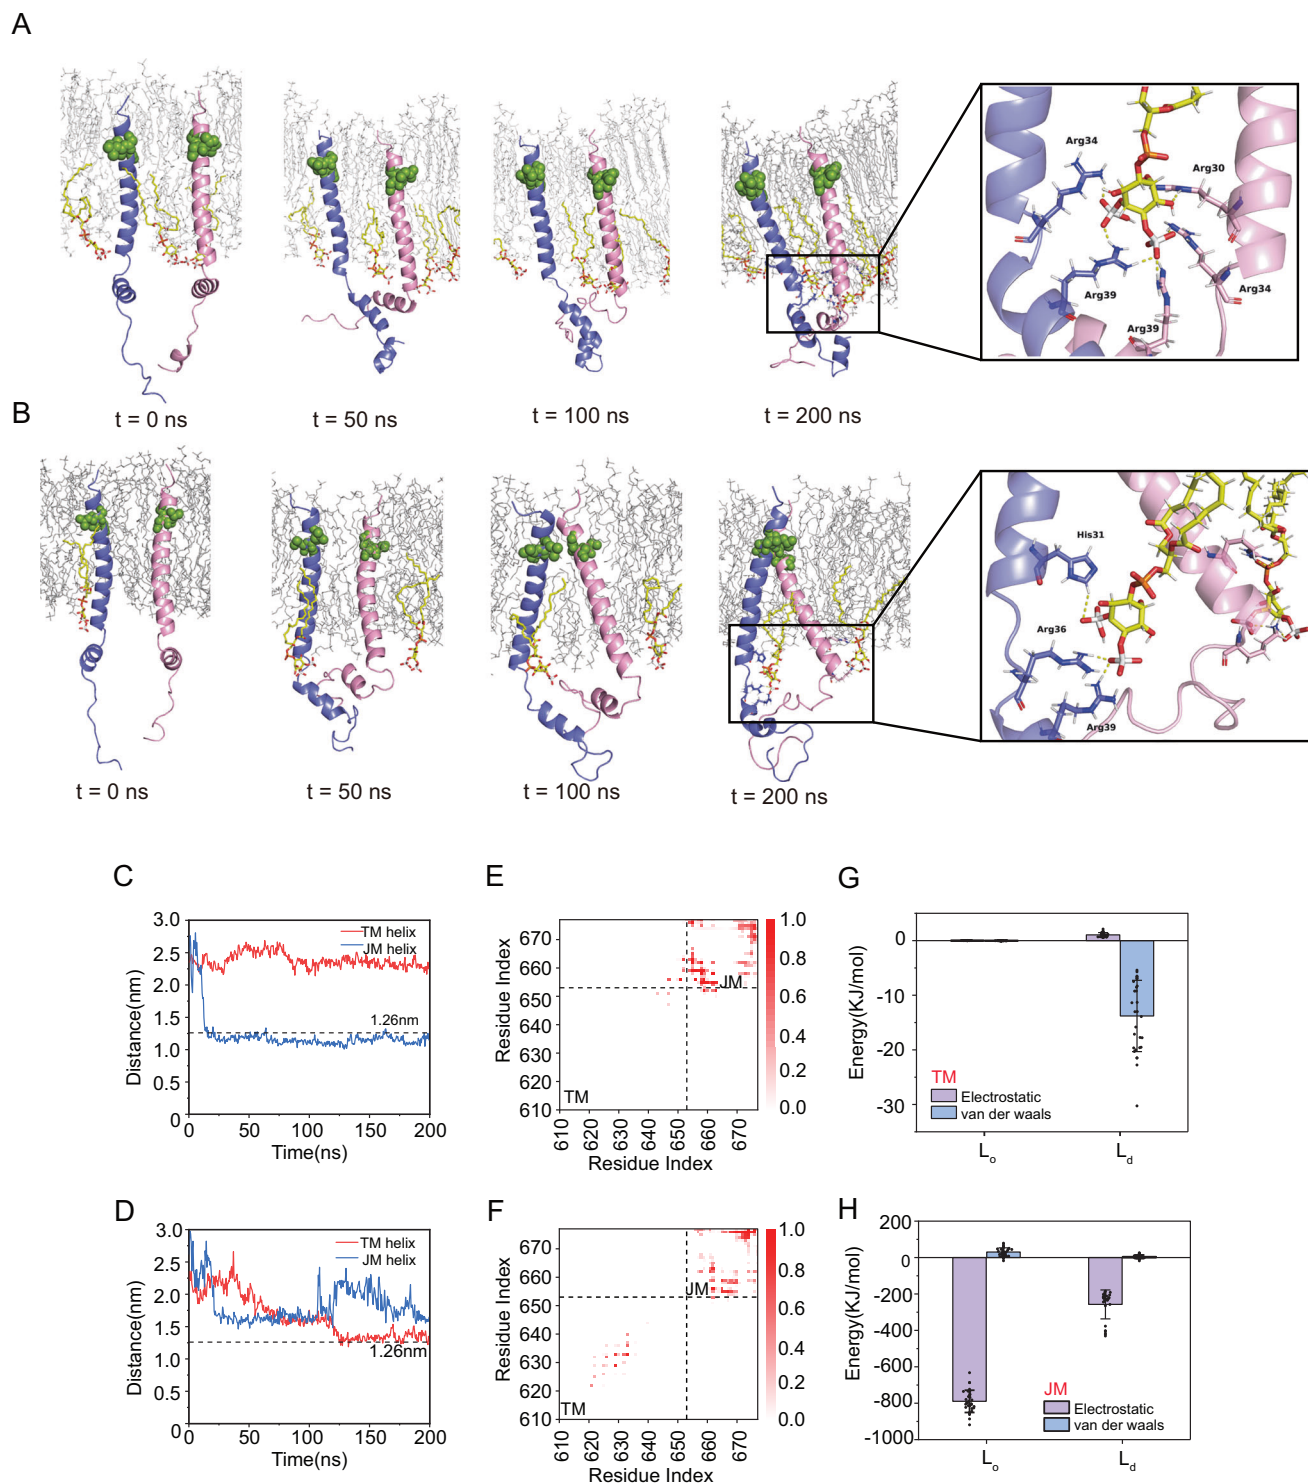 A
Arg34
Arg30
Arg39
Arg34
Arg39
t = 0 ns
t = 50 ns
t = 100 ns
t = 200 ns
B
His31
Arg36
Arg39
t = 0 ns
t = 50 ns
t = 100 ns
t = 200 ns
C
3.0
2.5
2.0
1.5
1.0
0.5
0
TM helix
JM helix
1.26nm
Distance(nm)
0 50 100 150 200
Time(ns)
E
670
660
650
640
630
620
610
JM
TM
Residue Index
610 620 630 640 650 660 670
Residue Index
1.0
0.8
0.6
0.4
0.2
0.0
G
0
-10
-20
-30
Energy(KJ/mol)
TM
Electrostatic
van der waals
Lo
Ld
D
3.0
2.5
2.0
1.5
1.0
0.5
0
TM helix
JM helix
1.26nm
Distance(nm)
0 50 100 150 200
Time(ns)
F
670
660
650
640
630
620
610
JM
TM
Residue Index
610 620 630 640 650 660 670
Residue Index
1.0
0.8
0.6
0.4
0.2
0.0
H
200
0
-200
-400
-600
-800
-1000
Energy(KJ/mol)
JM
Electrostatic
van der waals
Lo
Ld